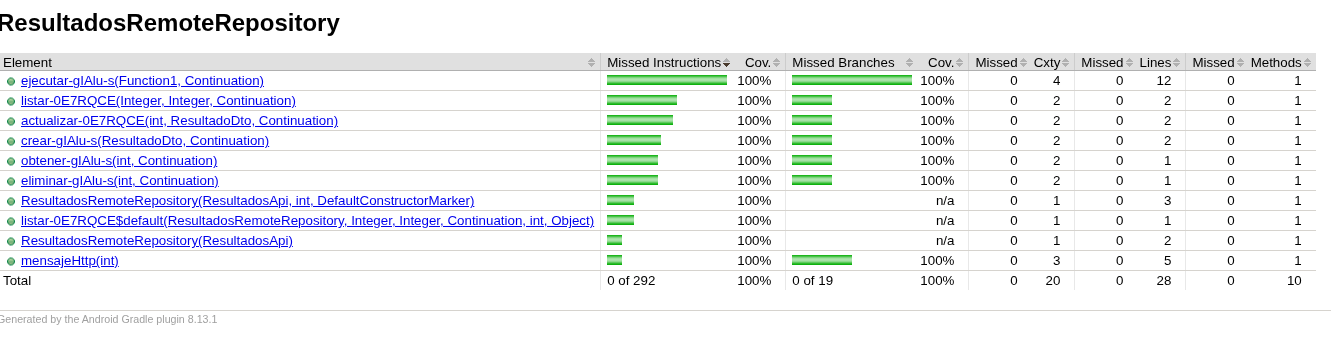 ResultadosRemoteRepository
Element Missed Instructions Cov. Missed Branches Cov. Missed Cxty Missed Lines Missed Methods
ejecutar-gIAlu-s(Function1, Continuation) 100% 100% 0 4 0 12 0 1
listar-0E7RQCE(Integer, Integer, Continuation) 100% 100% 0 2 0 2 0 1
actualizar-0E7RQCE(int, ResultadoDto, Continuation) 100% 100% 0 2 0 2 0 1
crear-gIAlu-s(ResultadoDto, Continuation) 100% 100% 0 2 0 2 0 1
obtener-gIAlu-s(int, Continuation) 100% 100% 0 2 0 1 0 1
eliminar-gIAlu-s(int, Continuation) 100% 100% 0 2 0 1 0 1
ResultadosRemoteRepository(ResultadosApi, int, DefaultConstructorMarker) 100% n/a 0 1 0 3 0 1
listar-0E7RQCE$default(ResultadosRemoteRepository, Integer, Integer, Continuation, int, Object) 100% n/a 0 1 0 1 0 1
ResultadosRemoteRepository(ResultadosApi) 100% n/a 0 1 0 2 0 1
mensajeHttp(int) 100% 100% 0 3 0 5 0 1
Total 0 of 292 100% 0 of 19 100% 0 20 0 28 0 10
Generated by the Android Gradle plugin 8.13.1